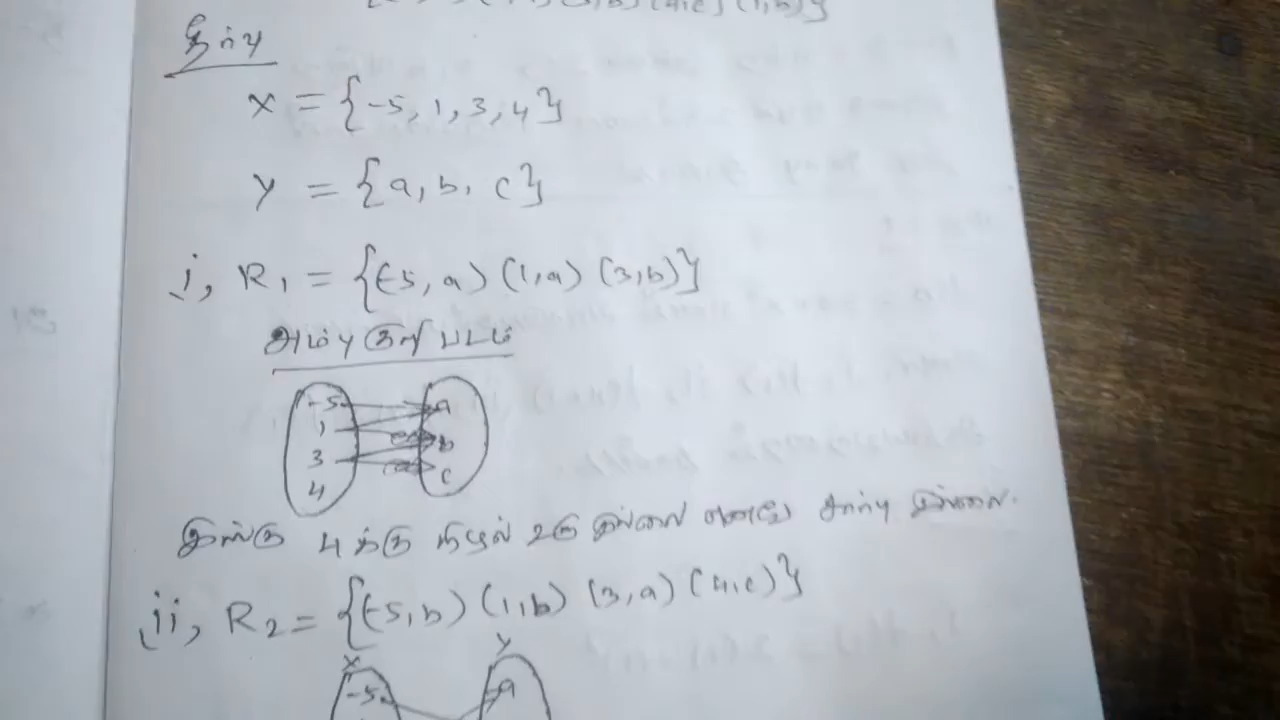 தீர்வு
X = {-5, 1, 3, 4}
Y = {a, b, c}
i, R₁ = {(-5, a) (1, a) (3, b)}
அம்பு குறி படம்
-5 a
1 b
3 c
4
இங்கு 4 க்கு நிழல் உரு இல்லை எனவே சார்பு இல்லை.
ii, R₂ = {(-5, b) (1, b) (3, a) (4, c)}
X Y
-5 a